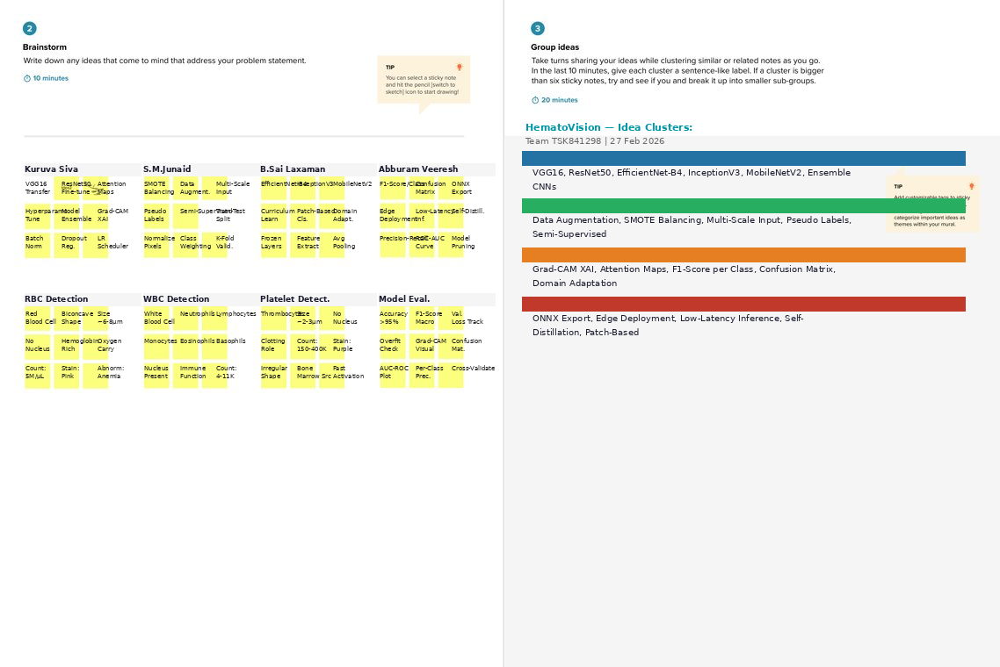 2
Brainstorm
Write down any ideas that come to mind that address your problem statement.
10 minutes
TIP
You can select a sticky note
and hit the pencil [switch to
sketch] icon to start drawing!
Kuruva Siva
VGG16
Transfer
ResNet50
Fine-tune
Attention
Maps
Hyperparam
Tune
Model
Ensemble
Grad-CAM
XAI
Batch
Norm
Dropout
Reg.
LR
Scheduler
S.M.Junaid
SMOTE
Balancing
Data
Augment.
Multi-Scale
Input
Pseudo
Labels
Semi-Supervised
Train-Test
Split
Normalize
Pixels
Class
Weighting
K-Fold
Valid.
B.Sai Laxaman
EfficientNet-B4
InceptionV3
MobileNetV2
Curriculum
Learn
Patch-Based
Cls.
Domain
Adapt.
Frozen
Layers
Feature
Extract
Avg
Pooling
Abburam Veeresh
F1-Score/Class
Confusion
Matrix
ONNX
Export
Edge
Deployment
Low-Latency
Inf.
Self-Distill.
Precision-Recall
ROC-AUC
Curve
Model
Pruning
RBC Detection
Red
Blood Cell
Biconcave
Shape
Size
~6-8μm
No
Nucleus
Hemoglobin
Rich
Oxygen
Carry
Count:
5M/μL
Stain:
Pink
Abnorm:
Anemia
WBC Detection
White
Blood Cell
Neutrophils
Lymphocytes
Monocytes
Eosinophils
Basophils
Nucleus
Present
Immune
Function
Count:
4-11K
Platelet Detect.
Thrombocytes
Size
~2-3μm
No
Nucleus
Clotting
Role
Count:
150-400K
Stain:
Purple
Irregular
Shape
Bone
Marrow Src
Fast
Activation
Model Eval.
Accuracy
>95%
F1-Score
Macro
Val.
Loss Track
Overfit
Check
Grad-CAM
Visual
Confusion
Mat.
AUC-ROC
Plot
Per-Class
Prec.
Cross-Validate
3
Group ideas
Take turns sharing your ideas while clustering similar or related notes as you go.
In the last 10 minutes, give each cluster a sentence-like label. If a cluster is bigger
than six sticky notes, try and see if you and break it up into smaller sub-groups.
20 minutes
HematoVision — Idea Clusters:
Team TSK841298 | 27 Feb 2026
VGG16, ResNet50, EfficientNet-B4, InceptionV3, MobileNetV2, Ensemble
CNNs
TIP
Add customizable tags to sticky
categorize important ideas as
themes within your mural.
Data Augmentation, SMOTE Balancing, Multi-Scale Input, Pseudo Labels,
Semi-Supervised
Grad-CAM XAI, Attention Maps, F1-Score per Class, Confusion Matrix,
Domain Adaptation
ONNX Export, Edge Deployment, Low-Latency Inference, Self-
Distillation, Patch-Based